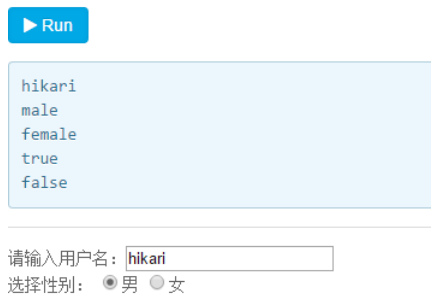 Run
hikari
male
female
true
false
请输入用户名：hikari
选择性别： 男 女